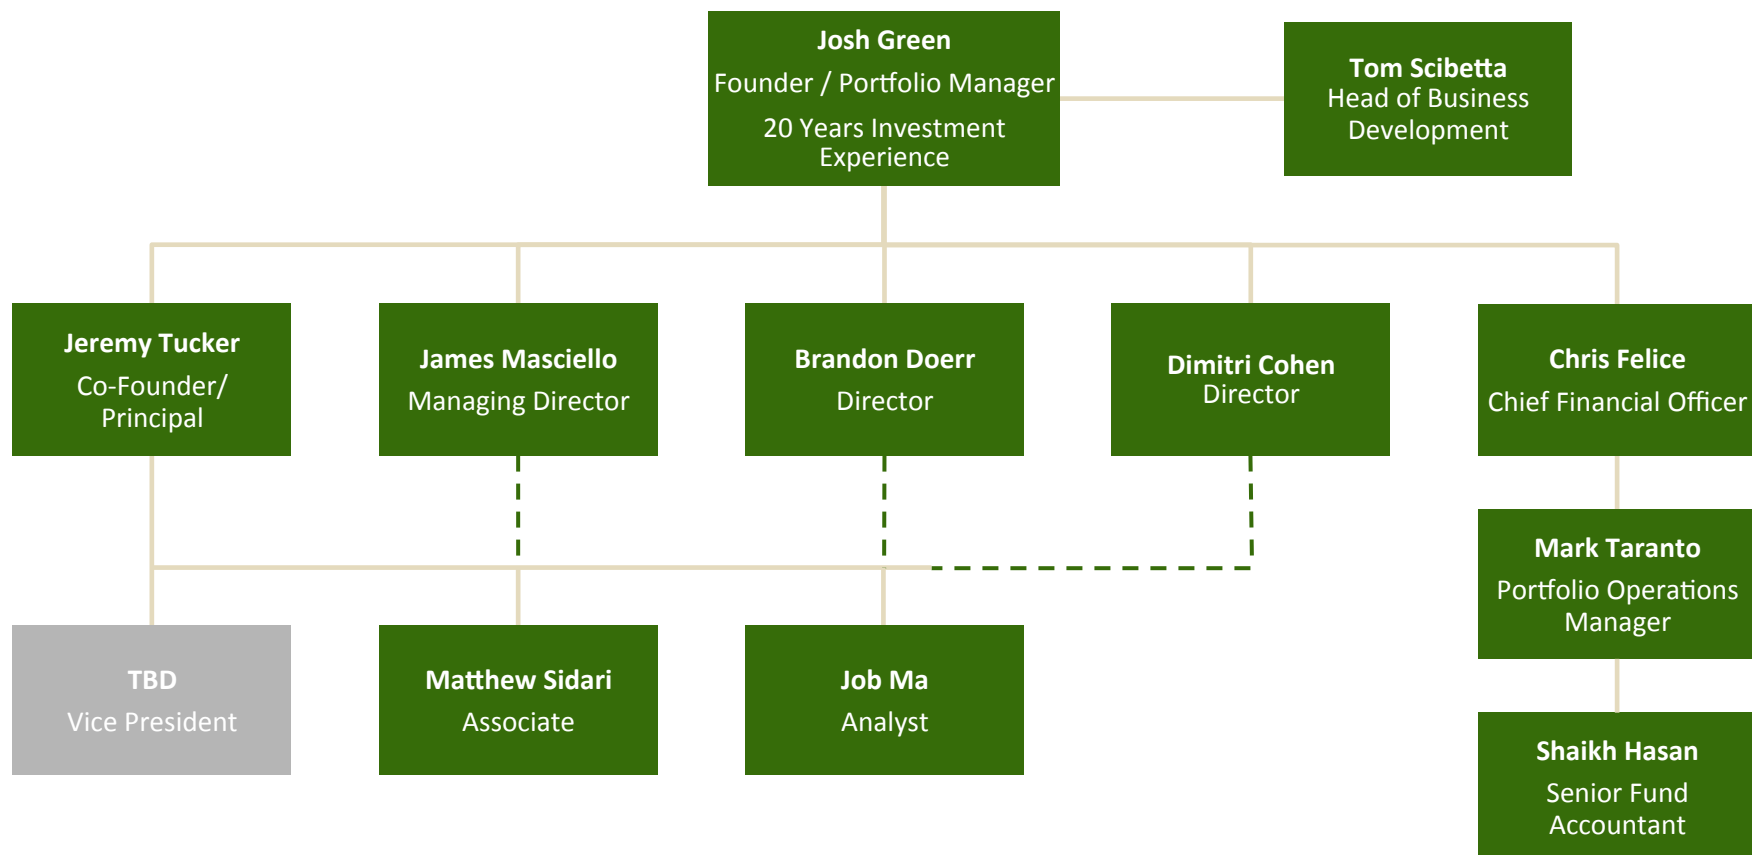 Josh Green
Founder / Portfolio Manager
20 Years Investment
Experience
Tom Scibetta
Head of Business
Development
Jeremy Tucker
Co-Founder/
Principal
James Masciello
Managing Director
Brandon Doerr
Director
Dimitri Cohen
Director
Chris Felice
Chief Financial Officer
Mark Taranto
Portfolio Operations
Manager
TBD
Vice President
Matthew Sidari
Associate
Job Ma
Analyst
Shaikh Hasan
Senior Fund
Accountant